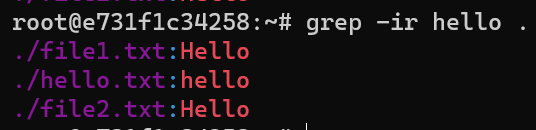 root@e731f1c34258:~# grep -ir hello .
./file1.txt:Hello
./hello.txt:hello
./file2.txt:Hello